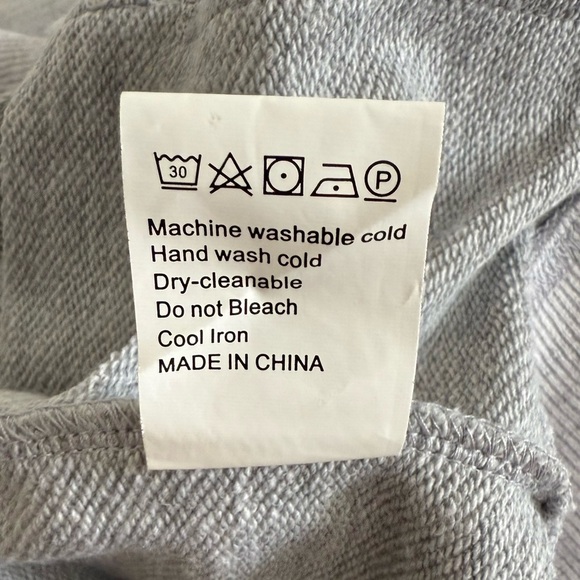 30 P
Machine washable cold
Hand wash cold
Dry-cleanable
Do not Bleach
Cool Iron
MADE IN CHINA